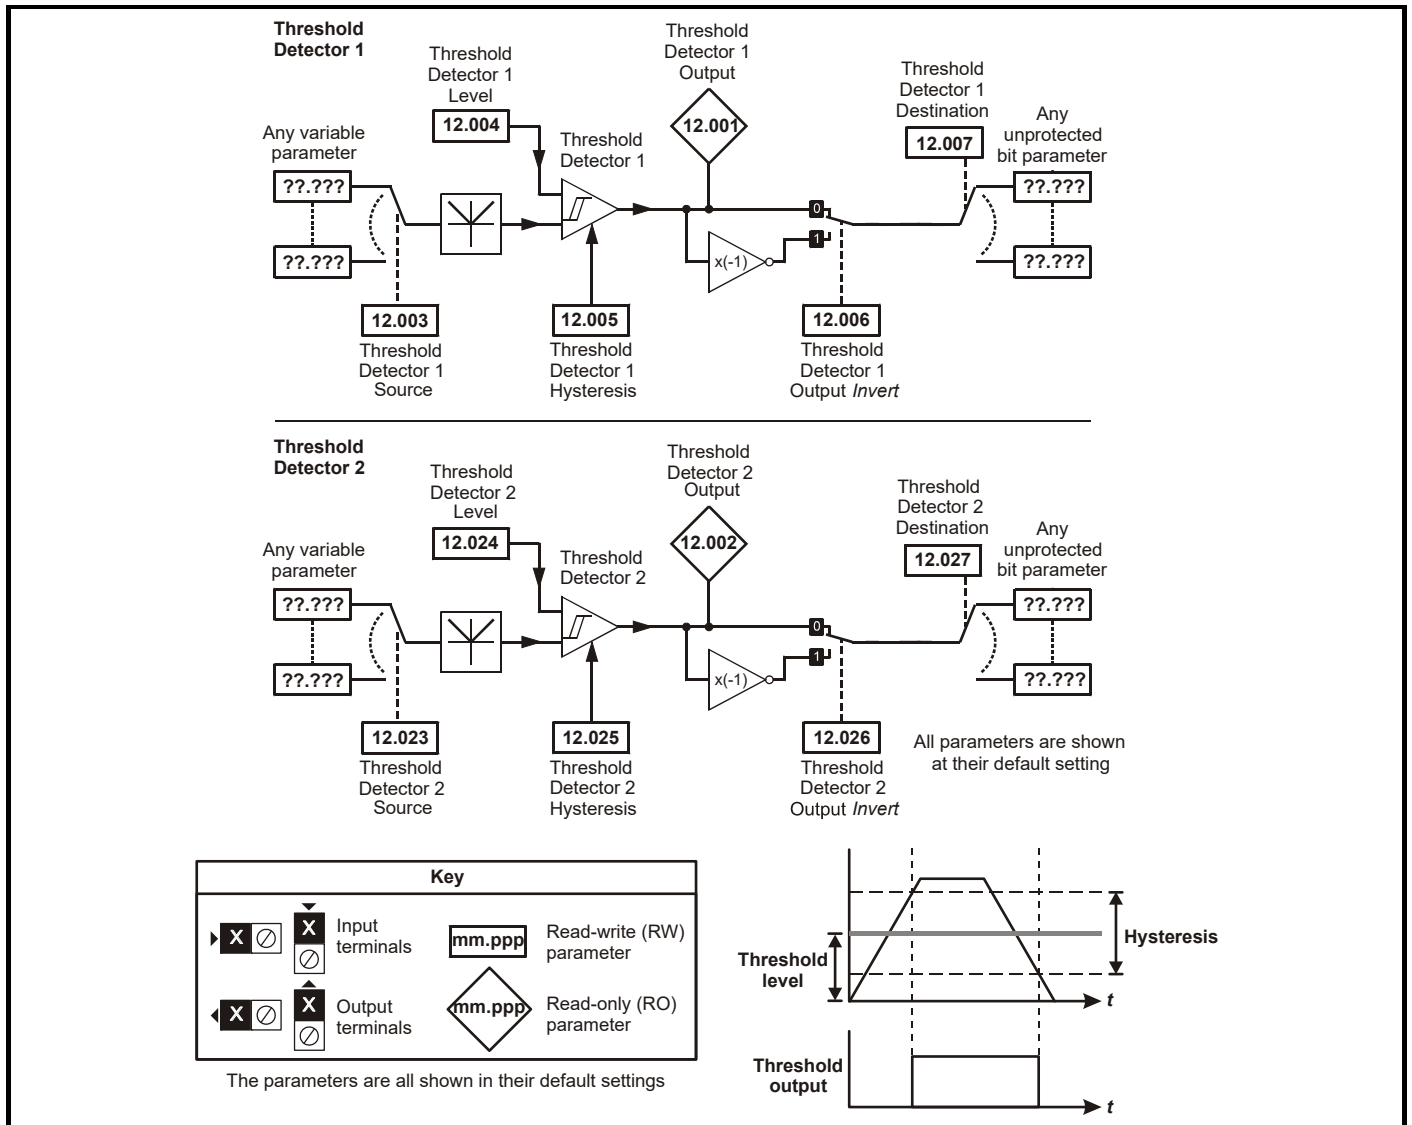 Threshold
Detector 1
Threshold
Detector 1
Level
12.004
Threshold
Detector 1
Output
12.001
Threshold
Detector 1
Destination
12.007
Any variable
parameter
??.???
??.???
Threshold
Detector 1
Any
unprotected
bit parameter
??.???
??.???
0
1
x(-1)
12.003
Threshold
Detector 1
Source
12.005
Threshold
Detector 1
Hysteresis
12.006
Threshold
Detector 1
Output Invert
Threshold
Detector 2
Threshold
Detector 2
Level
12.024
Threshold
Detector 2
Output
12.002
Threshold
Detector 2
Destination
12.027
Any variable
parameter
??.???
??.???
Threshold
Detector 2
Any
unprotected
bit parameter
??.???
??.???
0
1
x(-1)
12.023
Threshold
Detector 2
Source
12.025
Threshold
Detector 2
Hysteresis
12.026
Threshold
Detector 2
Output Invert
All parameters are shown
at their default setting
Key
X
X
Input
terminals
mm.ppp
Read-write (RW)
parameter
X
X
Output
terminals
mm.ppp
Read-only (RO)
parameter
The parameters are all shown in their default settings
Threshold
level
Hysteresis
t
Threshold
output
t